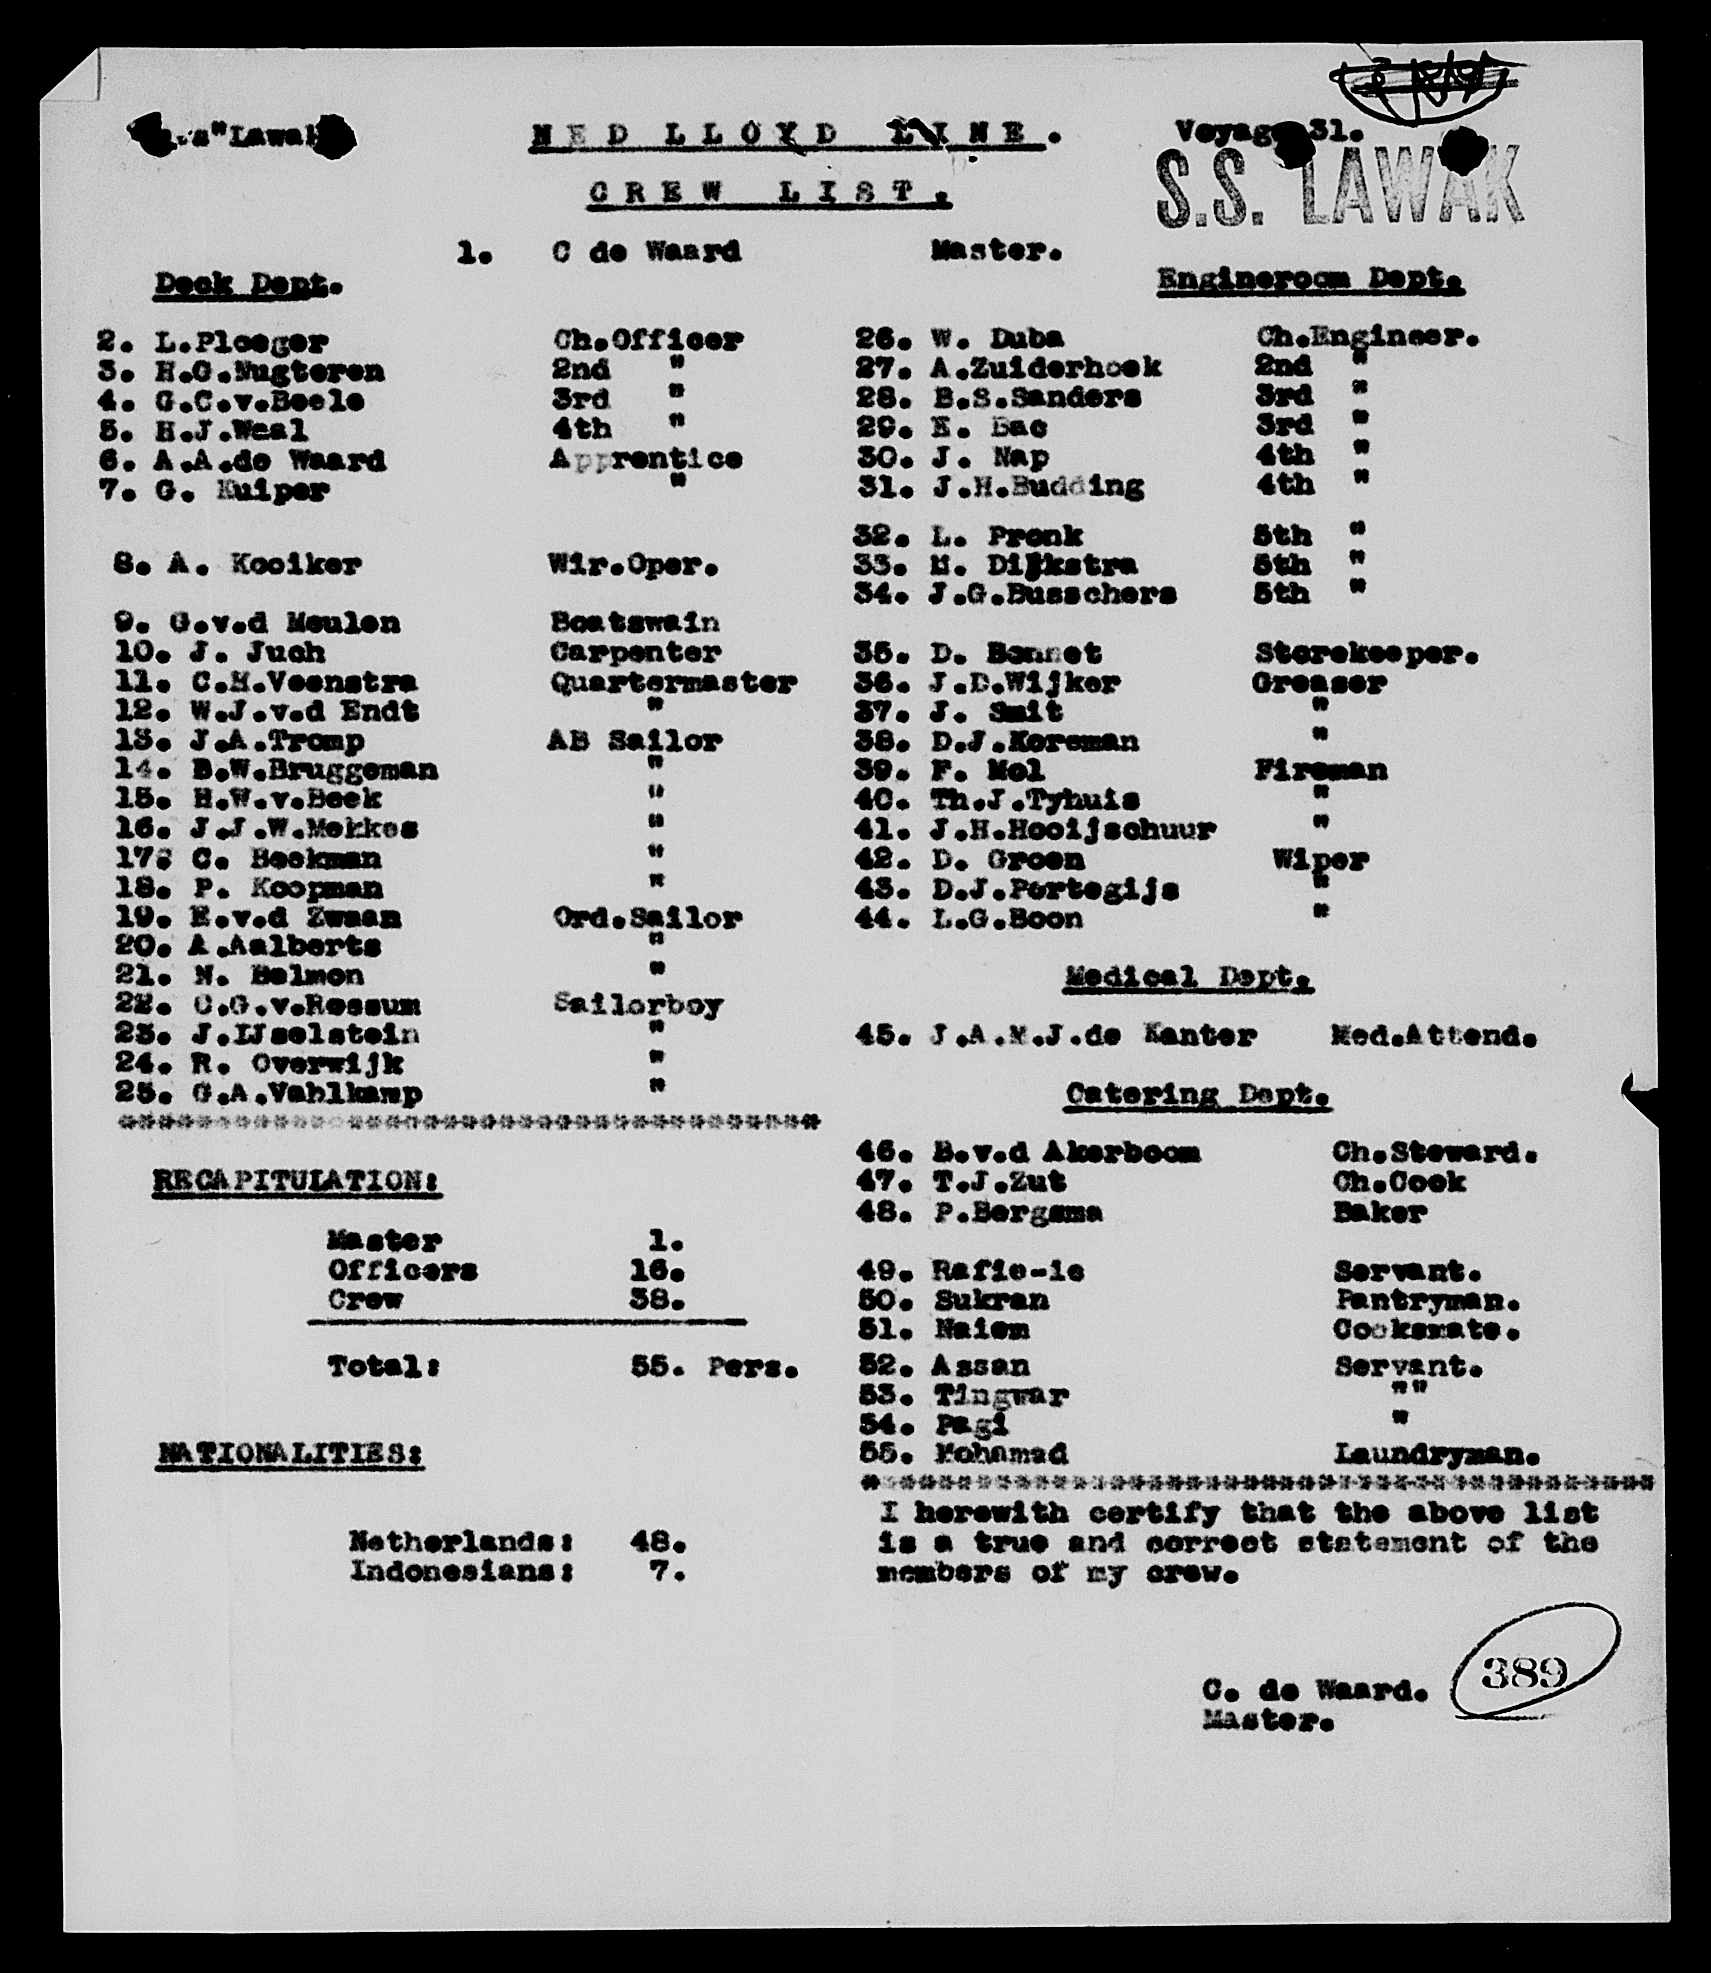 "Lawak
NED LLOYD LINE.
Voyage 31.
S.S. LAWAK
CREW LIST.
1. C de Waard Master.
Deck Dept.
2. L.Ploeger Ch.Officer
3. H.O.Nugteren 2nd "
4. G.C.v.Beele 3rd "
5. H.J.Waal 4th "
6. A.A.de Waard Apprentice
7. G. Kuiper "
8. A. Kooiker Wir.Oper.
9. G.v.d Meulen Boatswain
10. J. Juch Carpenter
11. C.M.Veenstra Quartermaster
12. W.J.v.d Endt "
13. J.A.Tromp AB Sailor
14. B.W.Bruggeman "
15. H.W.v.Beek "
16. J.J.W.Mekkes "
17. C. Beekman "
18. P. Koopman "
19. E.v.d Zwaan Ord.Sailor
20. A.Aalberts "
21. N. Belmon "
22. C.G.v.Rossum Sailorboy
23. J.IJselstein "
24. R. Overwijk "
25. G.A.Vahlkamp "
RECAPITULATION:
Master 1.
Officers 16.
Crew 38.
Total: 55. Pers.
NATIONALITIES:
Netherlands: 48.
Indonesians: 7.
Engineroom Dept.
26. W. Duba Ch.Engineer.
27. A.Zuiderhoek 2nd "
28. B.S.Sanders 3rd "
29. E. Bac 3rd "
30. J. Nap 4th "
31. J.H.Budding 4th "
32. L. Pronk 5th "
33. M. Dijkstra 5th "
34. J.G.Busschers 5th "
35. D. Bonnet Storekeeper.
36. J.D.Wijker Greaser
37. J. Smit "
38. D.J.Koreman "
39. F. Mol Fireman
40. Th.J.Tyhuis "
41. J.H.Hooijschuur "
42. D. Groen Wiper
43. D.J.Portegijs "
44. L.G.Boon "
Medical Dept.
45. J.A.M.J.de Kanter Med.Attend.
Catering Dept.
46. B.v.d Akerboom Ch.Steward.
47. T.J.Zut Ch.Cook
48. P.Bergsma Baker
49. Rafie-ie Servant.
50. Sukran Pantryman.
51. Naiem Cooksmate.
52. Assan Servant.
53. Tingwar ""
54. Pagi "
55. Mohamad Laundryman.
I herewith certify that the above list
is a true and correct statement of the
members of my crew.
C. de Waard.
Master.
389